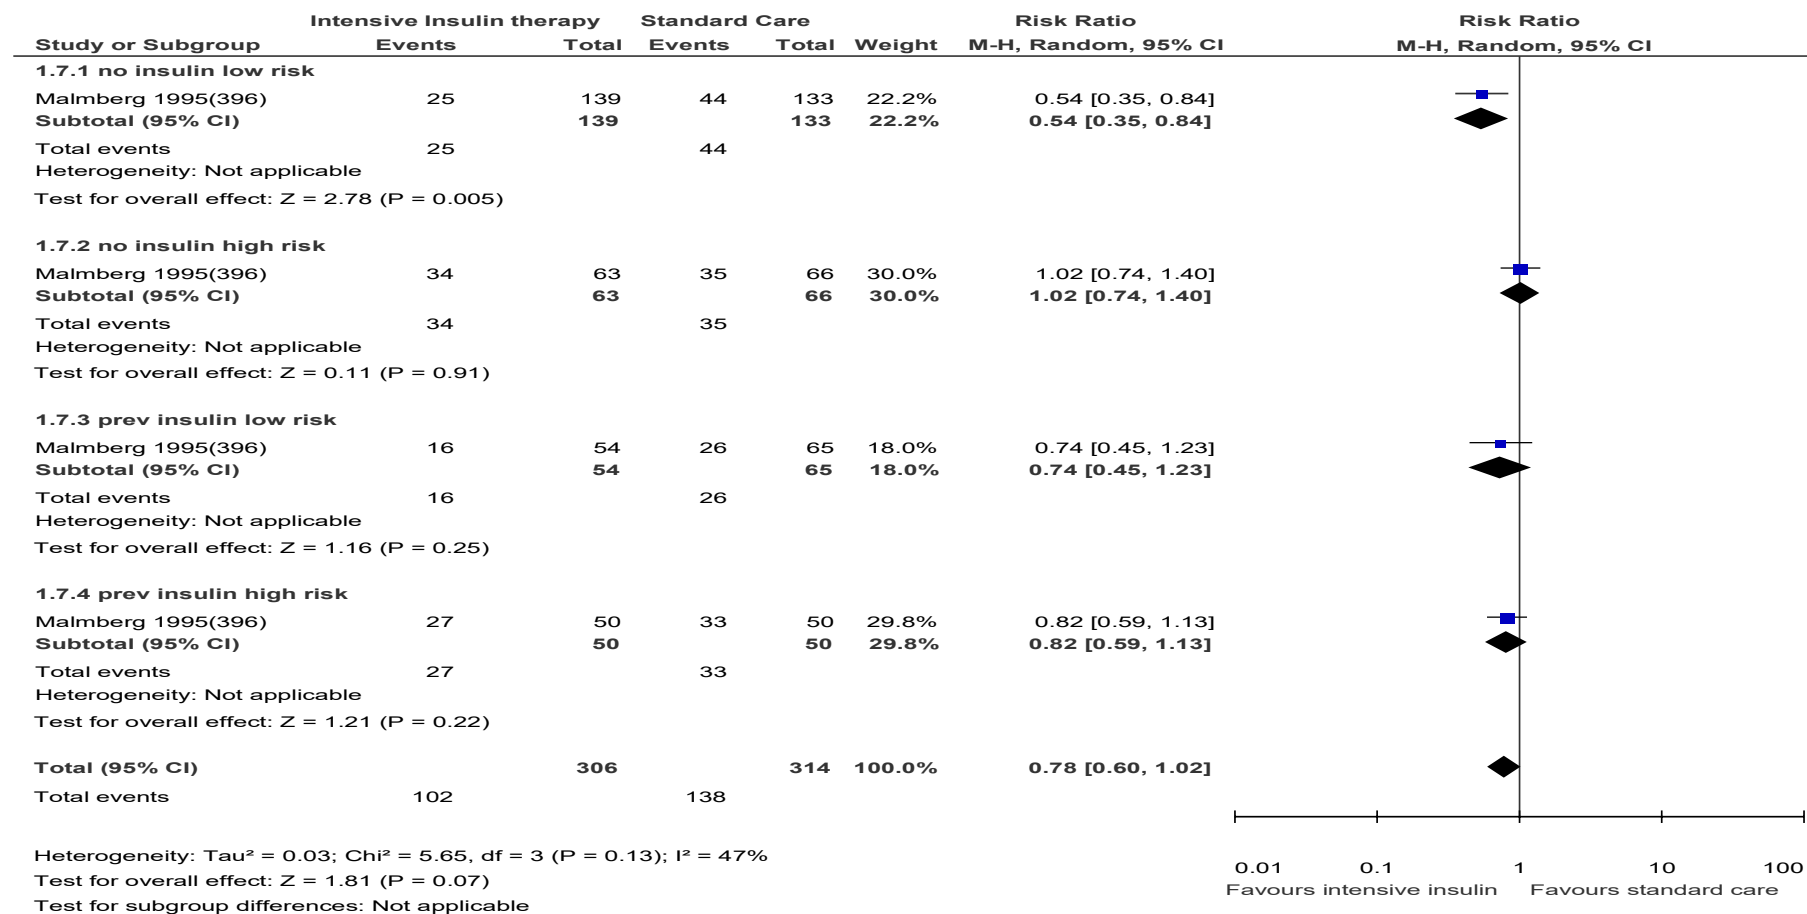 Intensive Insulin therapy Standard Care Risk Ratio Risk Ratio
Study or Subgroup Events Total Events Total Weight M-H, Random, 95% CI M-H, Random, 95% CI
1.7.1 no insulin low risk
Malmberg 1995(396) 25 139 44 133 22.2% 0.54 [0.35, 0.84]
Subtotal (95% CI) 139 133 22.2% 0.54 [0.35, 0.84]
Total events 25 44
Heterogeneity: Not applicable
Test for overall effect: Z = 2.78 (P = 0.005)
1.7.2 no insulin high risk
Malmberg 1995(396) 34 63 35 66 30.0% 1.02 [0.74, 1.40]
Subtotal (95% CI) 63 66 30.0% 1.02 [0.74, 1.40]
Total events 34 35
Heterogeneity: Not applicable
Test for overall effect: Z = 0.11 (P = 0.91)
1.7.3 prev insulin low risk
Malmberg 1995(396) 16 54 26 65 18.0% 0.74 [0.45, 1.23]
Subtotal (95% CI) 54 65 18.0% 0.74 [0.45, 1.23]
Total events 16 26
Heterogeneity: Not applicable
Test for overall effect: Z = 1.16 (P = 0.25)
1.7.4 prev insulin high risk
Malmberg 1995(396) 27 50 33 50 29.8% 0.82 [0.59, 1.13]
Subtotal (95% CI) 50 50 29.8% 0.82 [0.59, 1.13]
Total events 27 33
Heterogeneity: Not applicable
Test for overall effect: Z = 1.21 (P = 0.22)
Total (95% CI) 306 314 100.0% 0.78 [0.60, 1.02]
Total events 102 138
Heterogeneity: Tau² = 0.03; Chi² = 5.65, df = 3 (P = 0.13); I² = 47%
Test for overall effect: Z = 1.81 (P = 0.07)
Test for subgroup differences: Not applicable
0.01 0.1 1 10 100
Favours intensive insulin Favours standard care